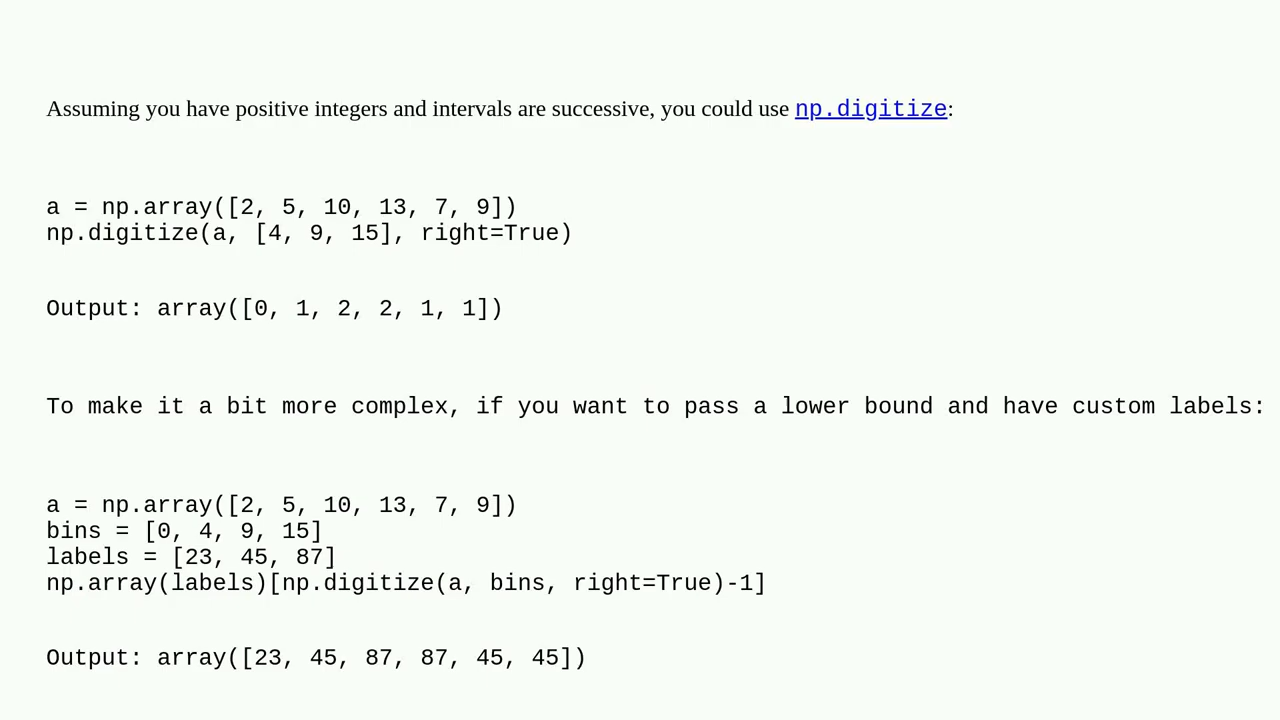 Assuming you have positive integers and intervals are successive, you could use np.digitize:
a = np.array([2, 5, 10, 13, 7, 9])
np.digitize(a, [4, 9, 15], right=True)
Output: array([0, 1, 2, 2, 1, 1])
To make it a bit more complex, if you want to pass a lower bound and have custom labels:
a = np.array([2, 5, 10, 13, 7, 9])
bins = [0, 4, 9, 15]
labels = [23, 45, 87]
np.array(labels)[np.digitize(a, bins, right=True)-1]
Output: array([23, 45, 87, 87, 45, 45])